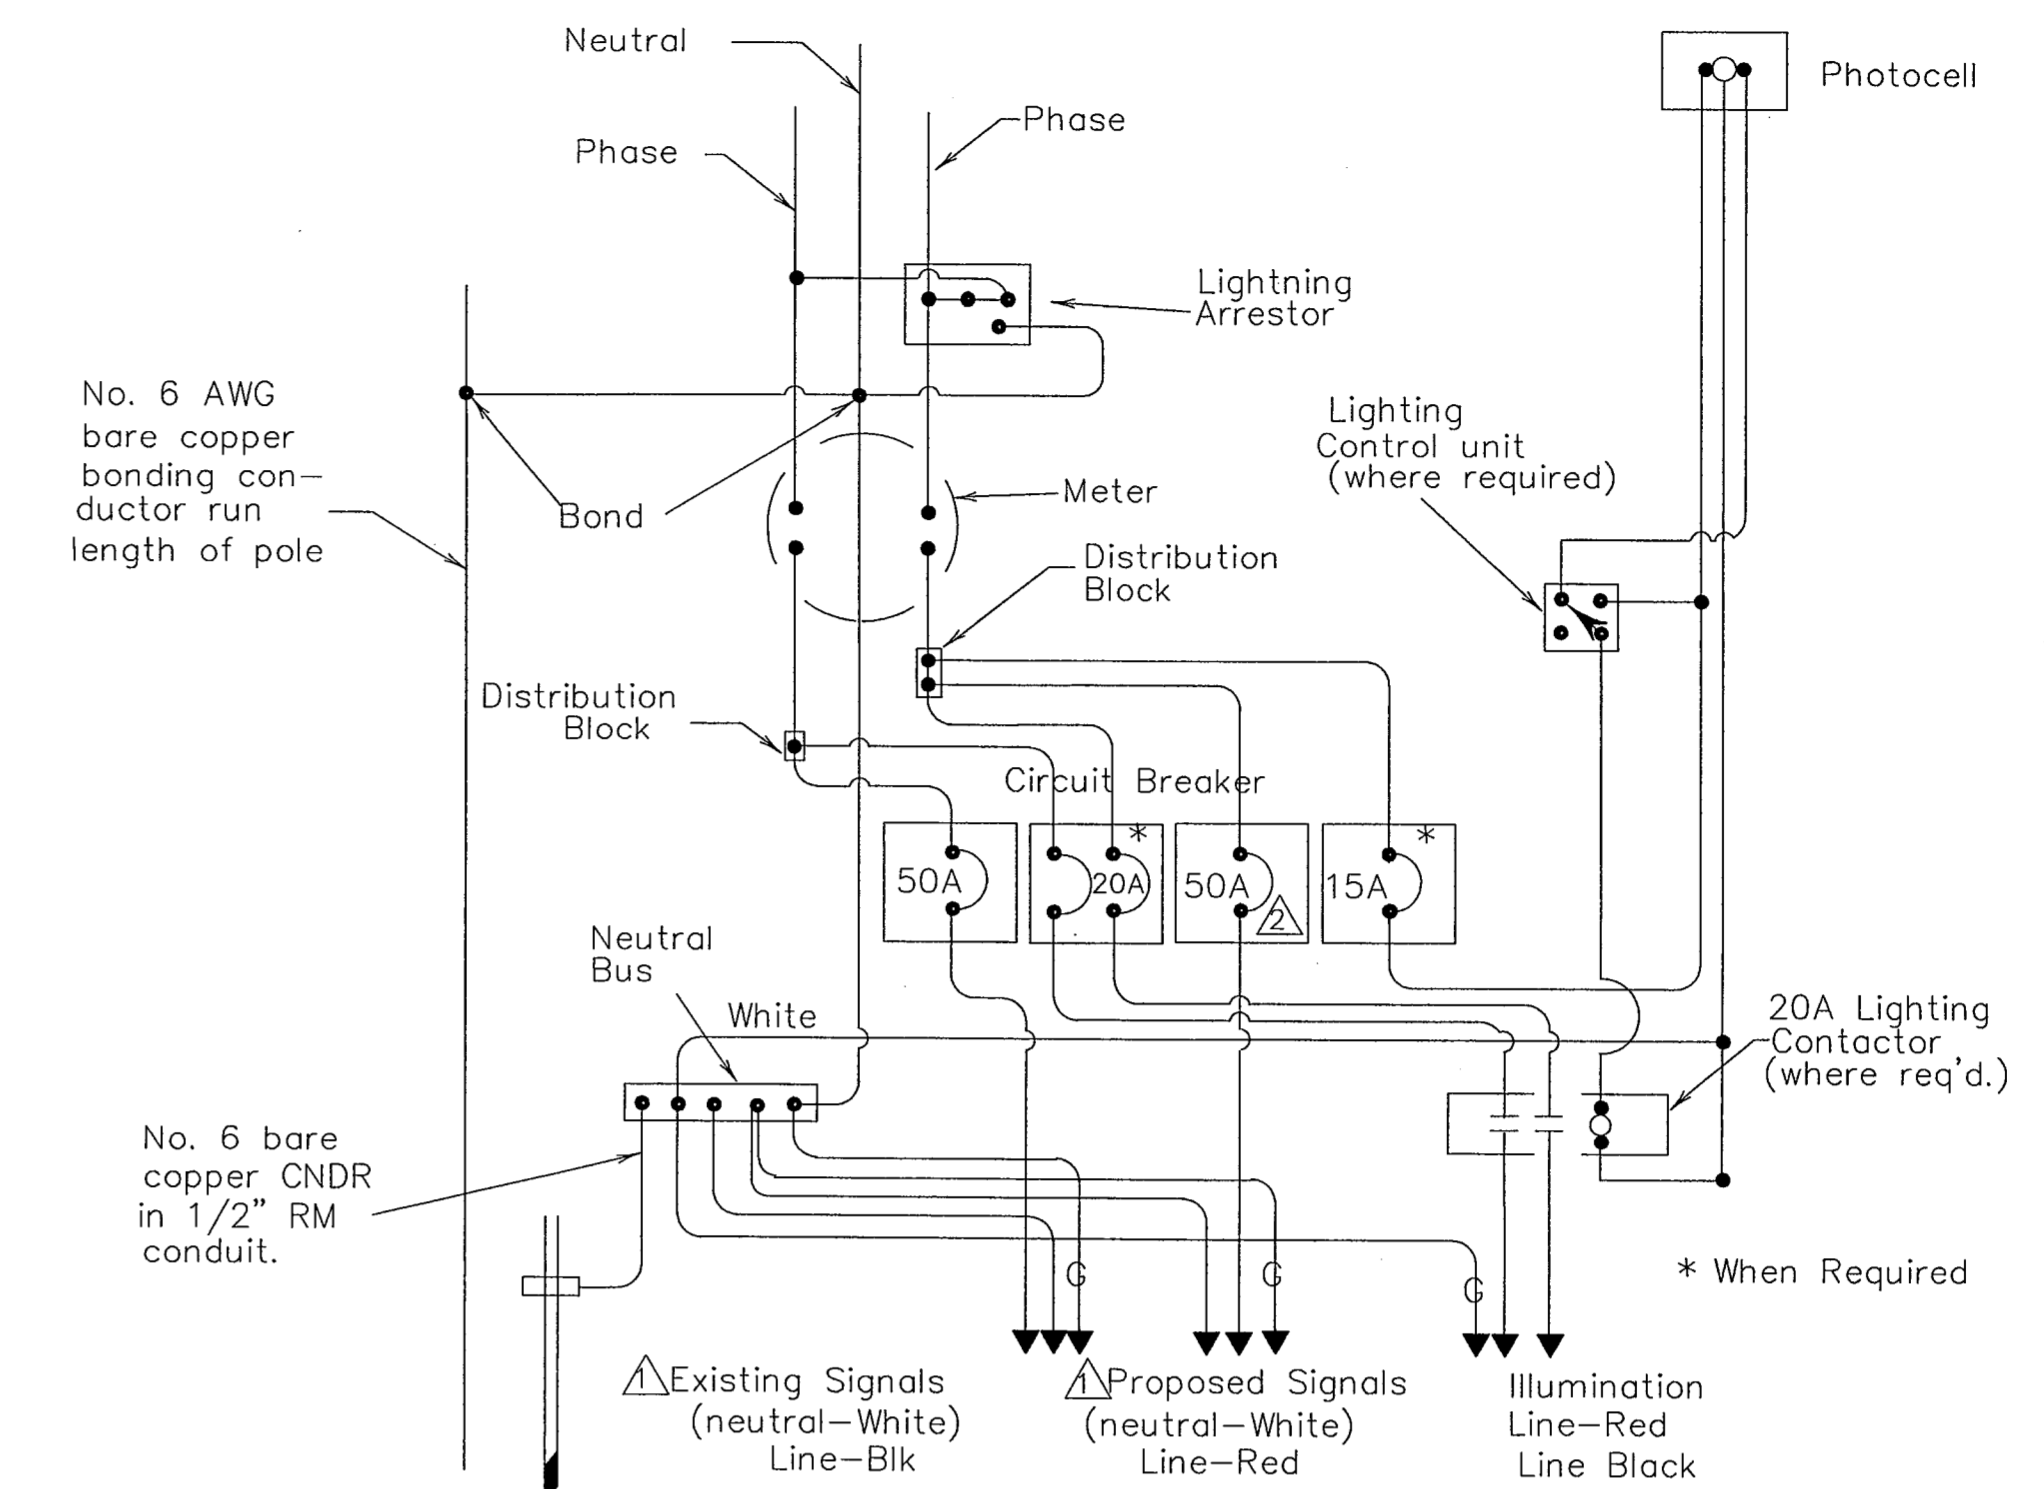 Neutral
Photocell
Phase
Phase
Lightning
Arrestor
No. 6 AWG
bare copper
bonding con-
ductor run
length of pole
Lighting
Control unit
(where required)
Bond
Meter
Distribution
Block
Distribution
Block
Circuit Breaker
*
*
50A
20A
50A
2
15A
Neutral
Bus
White
20A Lighting
Contactor
(where req'd.)
No. 6 bare
copper CNDR
in 1/2" RM
conduit.
G
G
G
* When Required
1 Existing Signals
(neutral-White)
Line-Blk
1 Proposed Signals
(neutral-White)
Line-Red
Illumination
Line-Red
Line Black